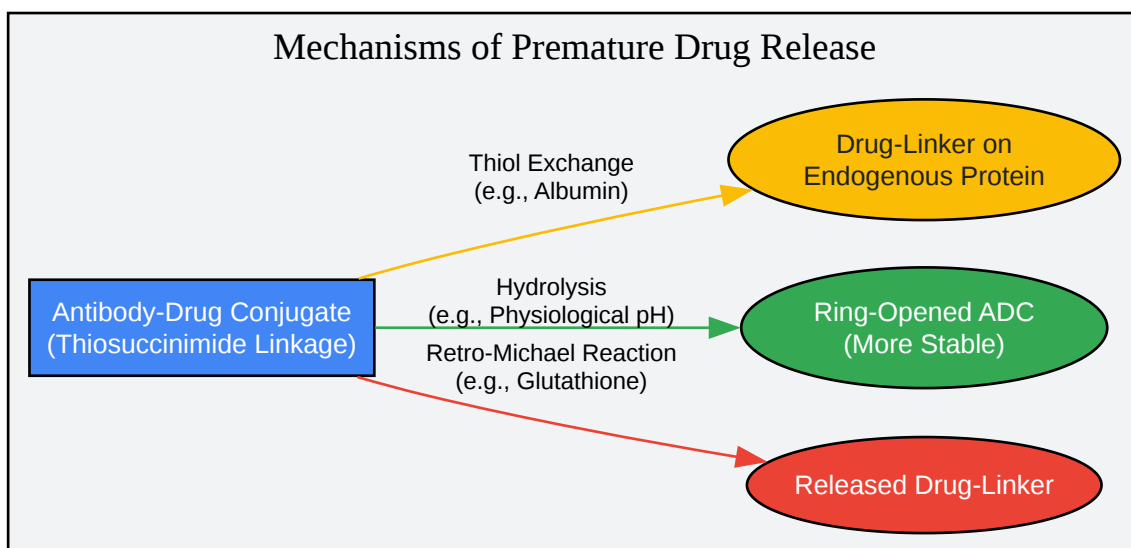 Mechanisms of Premature Drug Release
Thiol Exchange
(e.g., Albumin)
Drug-Linker on
Endogenous Protein
Antibody-Drug Conjugate
(Thiosuccinimide Linkage)
Hydrolysis
(e.g., Physiological pH)
Ring-Opened ADC
(More Stable)
Retro-Michael Reaction
(e.g., Glutathione)
Released Drug-Linker